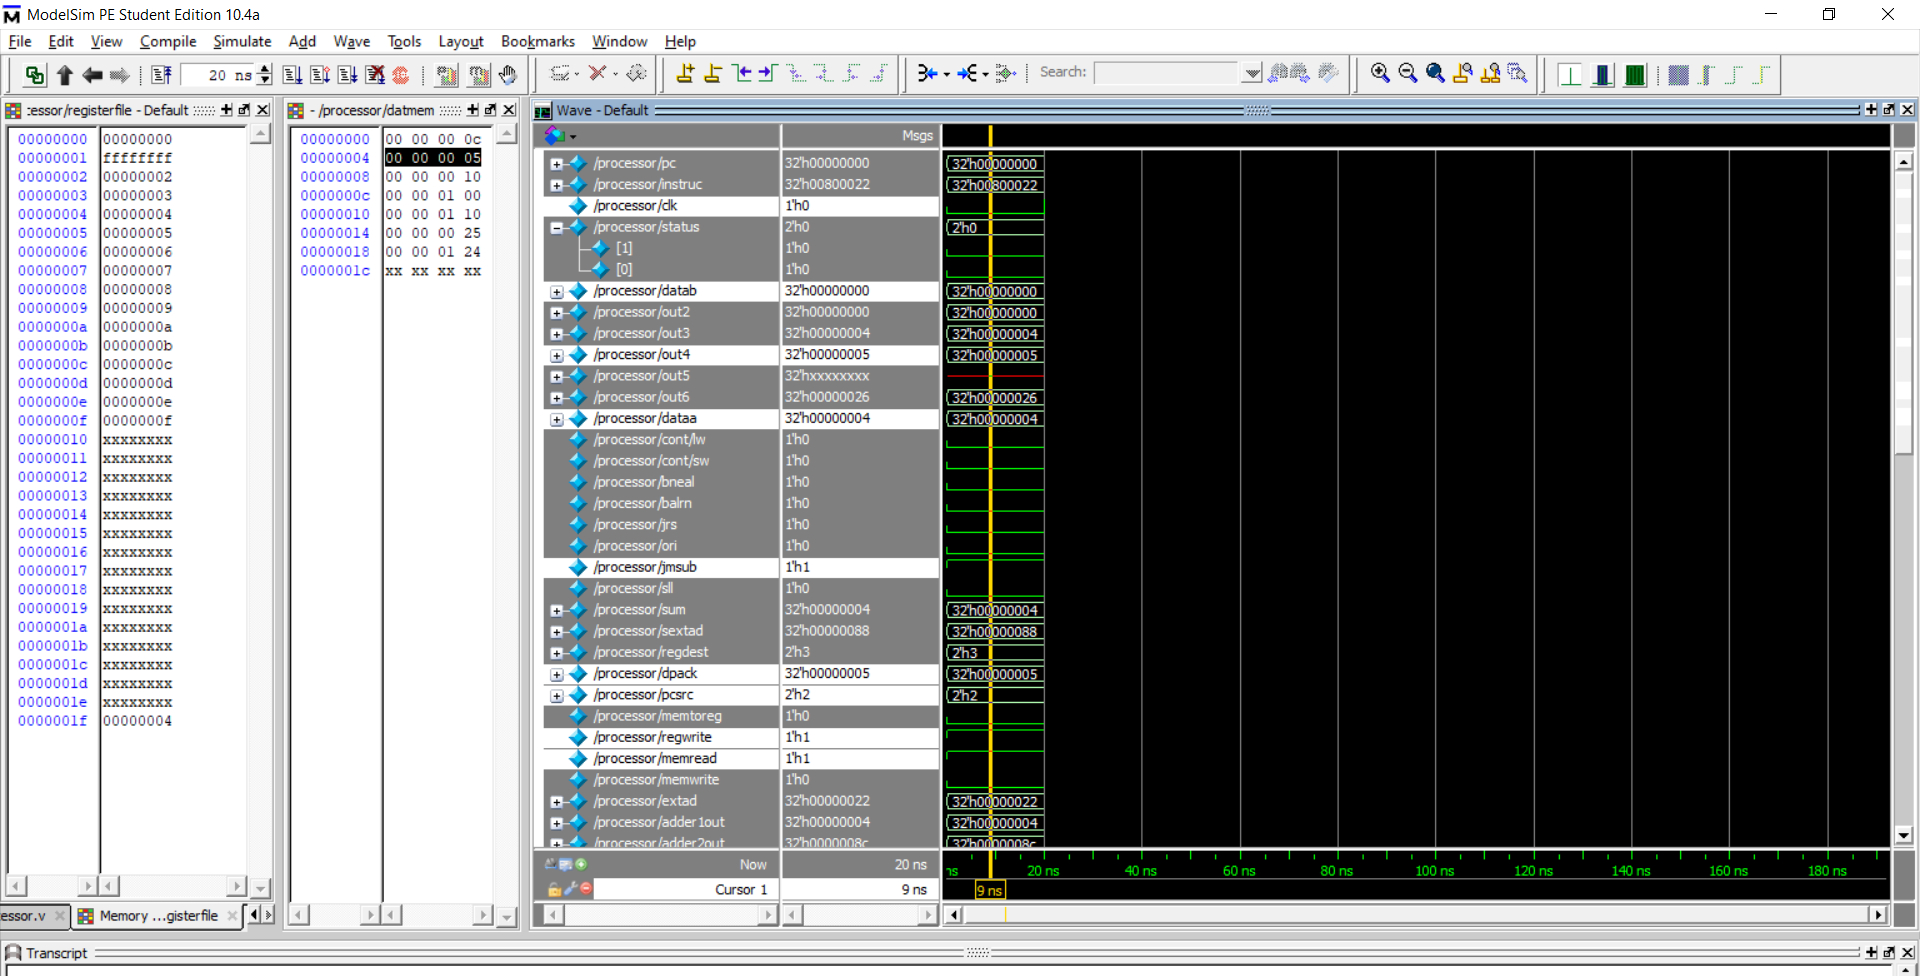 ModelSim PE Student Edition 10.4a
File Edit View Compile Simulate Add Wave Tools Layout Bookmarks Window Help
20 ns
Search:
:essor/registerfile - Default
00000000 00000000
00000001 ffffffff
00000002 00000002
00000003 00000003
00000004 00000004
00000005 00000005
00000006 00000006
00000007 00000007
00000008 00000008
00000009 00000009
0000000a 0000000a
0000000b 0000000b
0000000c 0000000c
0000000d 0000000d
0000000e 0000000e
0000000f 0000000f
00000010 xxxxxxxx
00000011 xxxxxxxx
00000012 xxxxxxxx
00000013 xxxxxxxx
00000014 xxxxxxxx
00000015 xxxxxxxx
00000016 xxxxxxxx
00000017 xxxxxxxx
00000018 xxxxxxxx
00000019 xxxxxxxx
0000001a xxxxxxxx
0000001b xxxxxxxx
0000001c xxxxxxxx
0000001d xxxxxxxx
0000001e xxxxxxxx
0000001f 00000004
essor.v
Memory ...gisterfile
- /processor/datmem
00000000 00 00 00 0c
00000004 00 00 00 05
00000008 00 00 00 10
0000000c 00 00 01 00
00000010 00 00 01 10
00000014 00 00 00 25
00000018 00 00 01 24
0000001c xx xx xx xx
Wave - Default
Msgs
/processor/pc 32'h00000000 32'h00000000
/processor/instruc 32'h00800022 32'h00800022
/processor/clk 1'h0
/processor/status 2'h0 2'h0
[1] 1'h0
[0] 1'h0
/processor/datab 32'h00000000 32'h00000000
/processor/out2 32'h00000000 32'h00000000
/processor/out3 32'h00000004 32'h00000004
/processor/out4 32'h00000005 32'h00000005
/processor/out5 32'hxxxxxxxx
/processor/out6 32'h00000026 32'h00000026
/processor/dataa 32'h00000004 32'h00000004
/processor/cont/lw 1'h0
/processor/cont/sw 1'h0
/processor/bneal 1'h0
/processor/balrn 1'h0
/processor/jrs 1'h0
/processor/ori 1'h0
/processor/jmsub 1'h1
/processor/sll 1'h0
/processor/sum 32'h00000004 32'h00000004
/processor/sextad 32'h00000088 32'h00000088
/processor/regdest 2'h3 2'h3
/processor/dpack 32'h00000005 32'h00000005
/processor/pcsrc 2'h2 2'h2
/processor/memtoreg 1'h0
/processor/regwrite 1'h1
/processor/memread 1'h1
/processor/memwrite 1'h0
/processor/extad 32'h00000022 32'h00000022
/processor/adder1out 32'h00000004 32'h00000004
/processor/adder2out 32'h0000008c 32'h0000008c
Now 20 ns
ns 20 ns 40 ns 60 ns 80 ns 100 ns 120 ns 140 ns 160 ns 180 ns
Cursor 1 9 ns 9 ns
Transcript